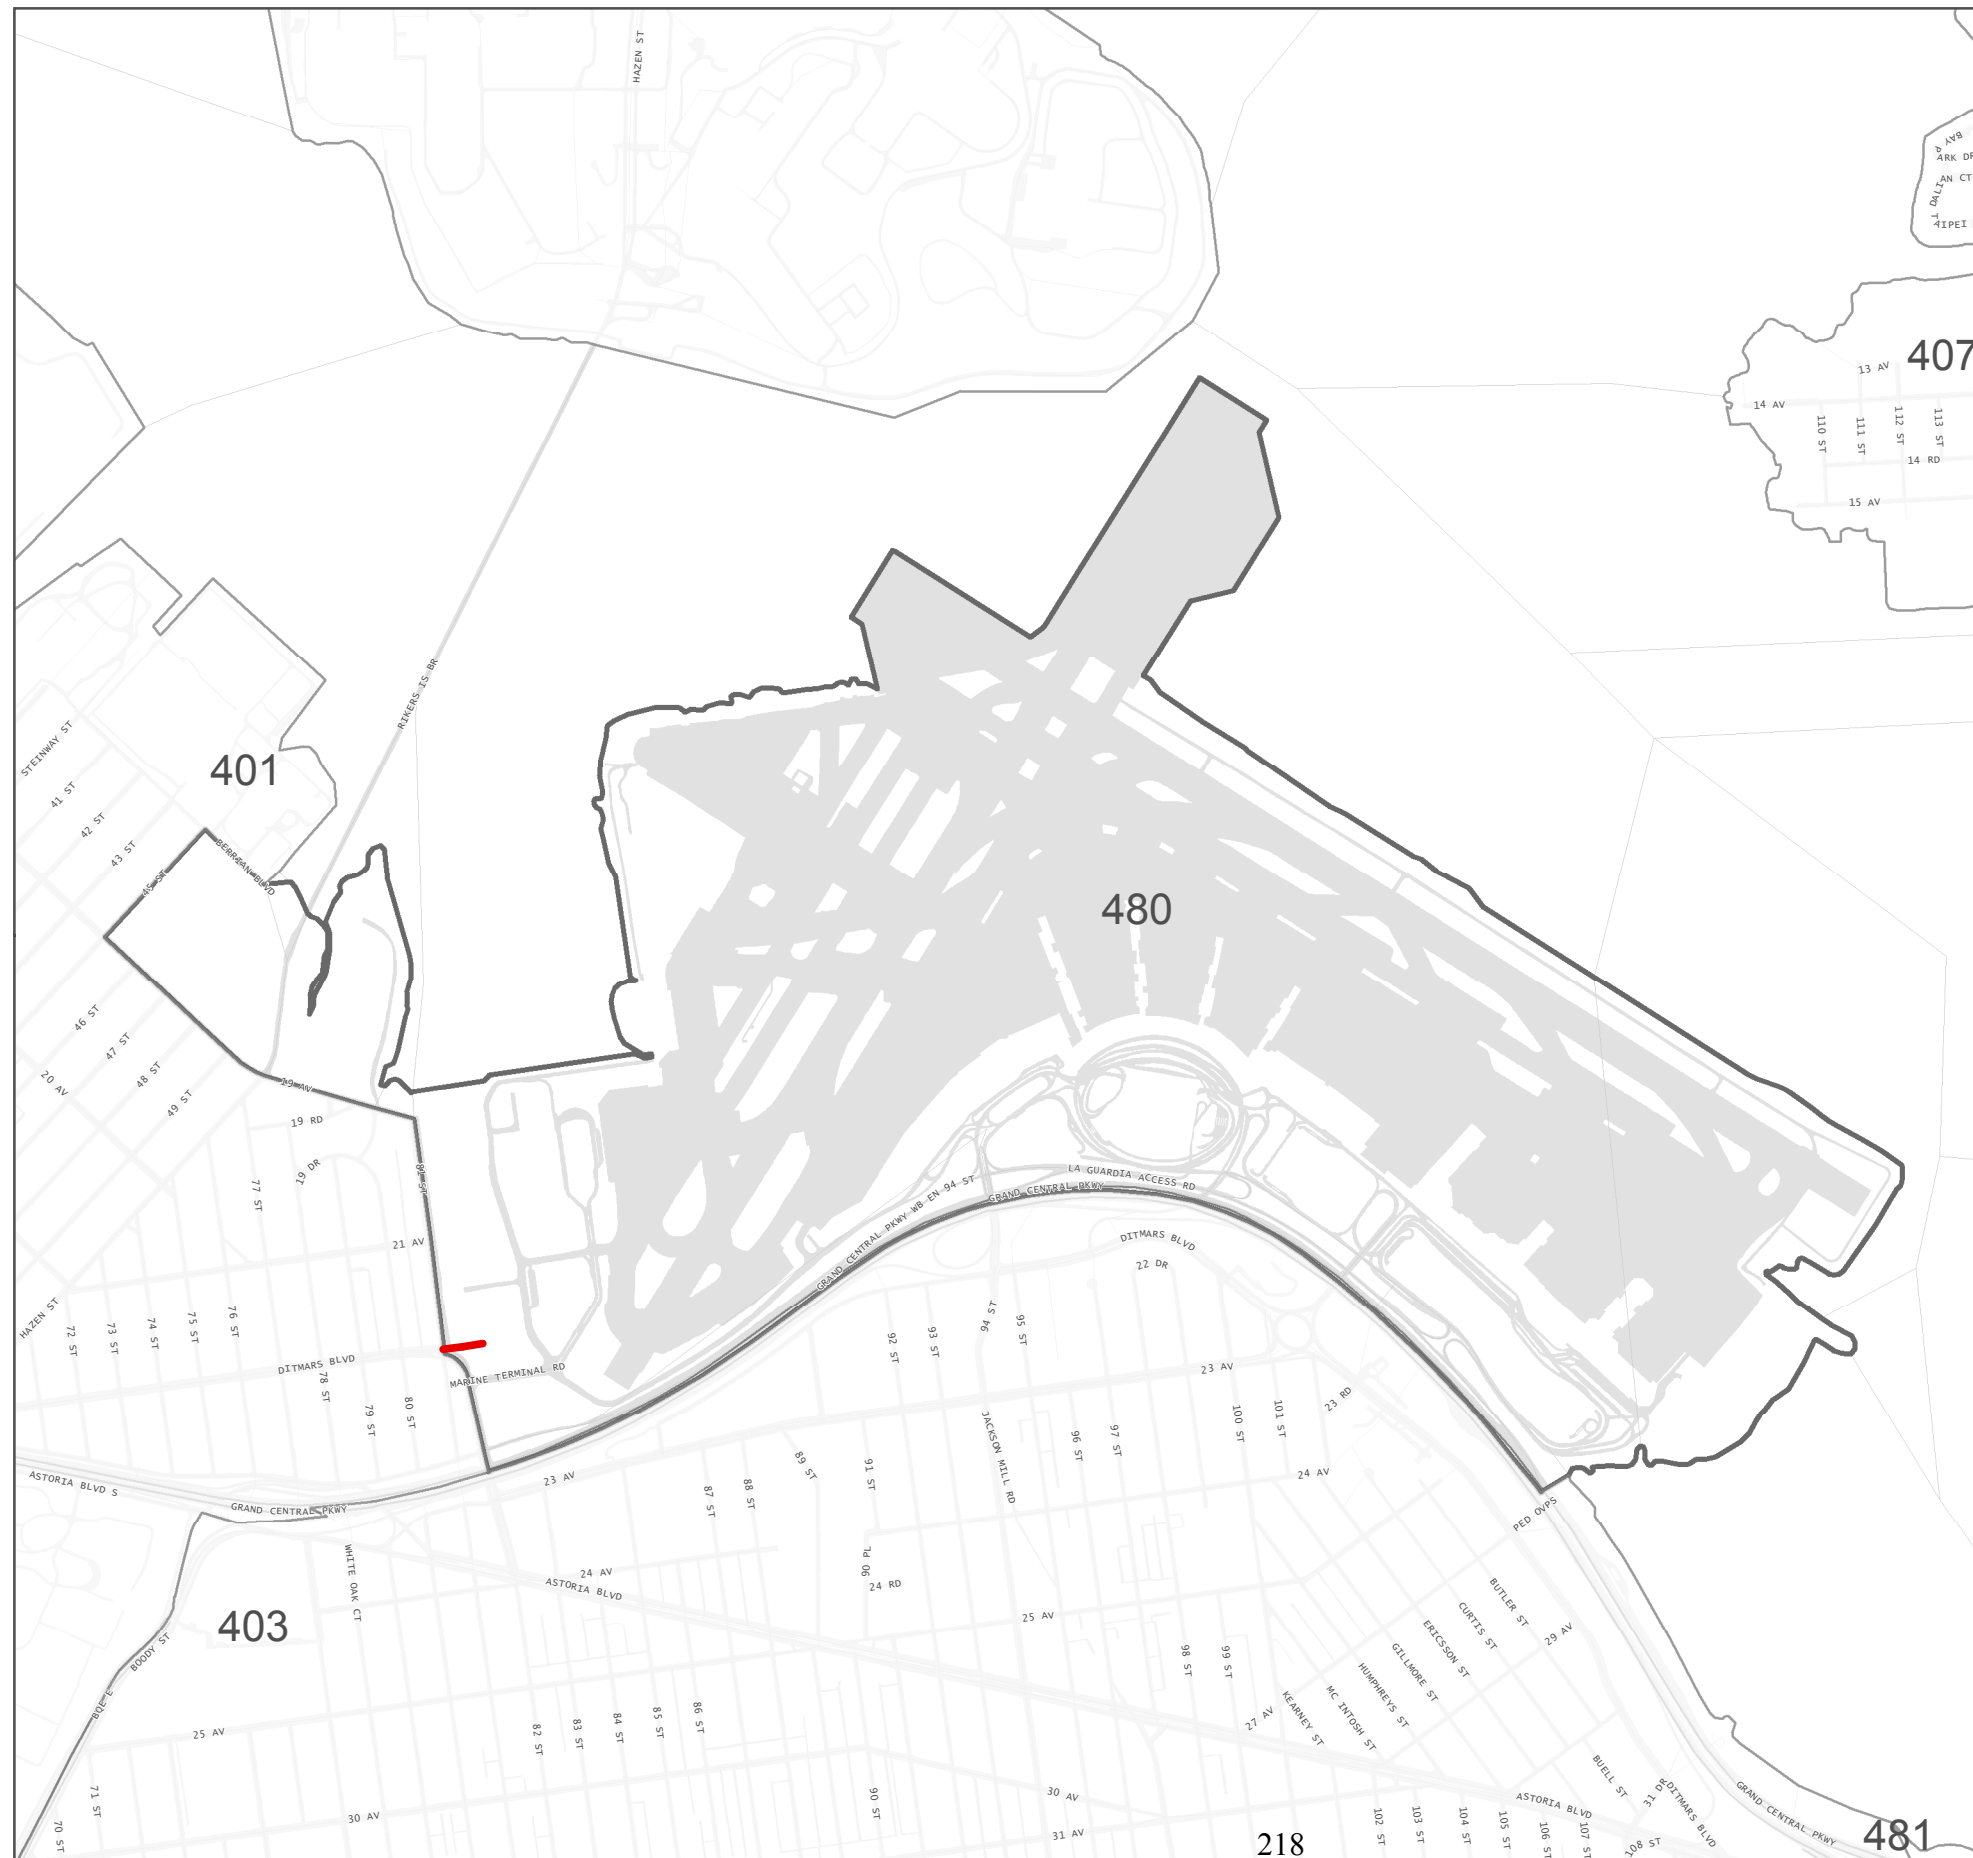 HAZEN ST
BAY P
ARK DR
AN CT
DALI
TAIPEI
407
13 AV
14 AV
110 ST
111 ST
112 ST
113 ST
14 RD
15 AV
RIKERS IS BR
STEINWAY ST
401
41 ST
42 ST
43 ST
45 ST
BERRIAN BLVD
480
46 ST
47 ST
48 ST
49 ST
20 AV
19 AV
19 RD
19 DR
77 ST
81 ST
21 AV
LA GUARDIA ACCESS RD
GRAND CENTRAL PKWY
GRAND CENTRAL PKWY WB EN 94 ST
GRAND CENTRAL PKWY
DITMARS BLVD
22 DR
HAZEN ST
72 ST
73 ST
74 ST
75 ST
76 ST
DITMARS BLVD
78 ST
79 ST
80 ST
MARINE TERMINAL RD
92 ST
93 ST
94 ST
95 ST
23 AV
23 RD
JACKSON MILL RD
96 ST
97 ST
100 ST
101 ST
ASTORIA BLVD S
GRAND CENTRAL PKWY
23 AV
87 ST
88 ST
89 ST
91 ST
24 AV
PED OVPS
WHITE OAK CT
24 AV
ASTORIA BLVD
90 PL
24 RD
25 AV
403
BOODY ST
BQE E
98 ST
99 ST
BUTLER ST
CURTIS ST
ERICSSON ST
GILLMORE ST
HUMPHREYS ST
MC INTOSH ST
KEARNEY ST
27 AV
29 AV
25 AV
82 ST
83 ST
84 ST
85 ST
86 ST
71 ST
70 ST
30 AV
90 ST
30 AV
31 AV
102 ST
103 ST
104 ST
105 ST
106 ST
107 ST
108 ST
ASTORIA BLVD
BUELL ST
31 DR
DITMARS BLVD
GRAND CENTRAL PKWY
481
218